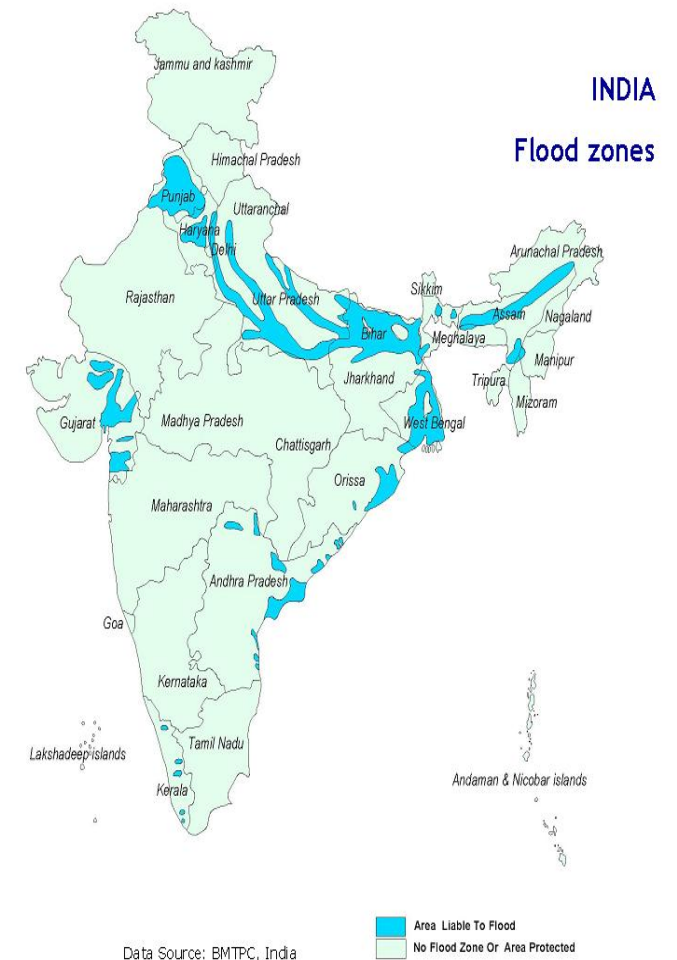 INDIA
Flood zones
Jammu and kashmir
Himachal Pradesh
Punjab
Uttaranchal
Haryana
Delhi
Arunachal Pradesh
Sikkim
Rajasthan
Uttar Pradesh
Assam
Nagaland
Bihar
Meghalaya
Manipur
Jharkhand
Tripura
Mizoram
Gujarat
Madhya Pradesh
West Bengal
Chattisgarh
Orissa
Maharashtra
Andhra Pradesh
Goa
Kernataka
Tamil Nadu
Lakshadeep islands
Kerala
Andaman & Nicobar islands
Area Liable To Flood
No Flood Zone Or Area Protected
Data Source: BMTPC, India